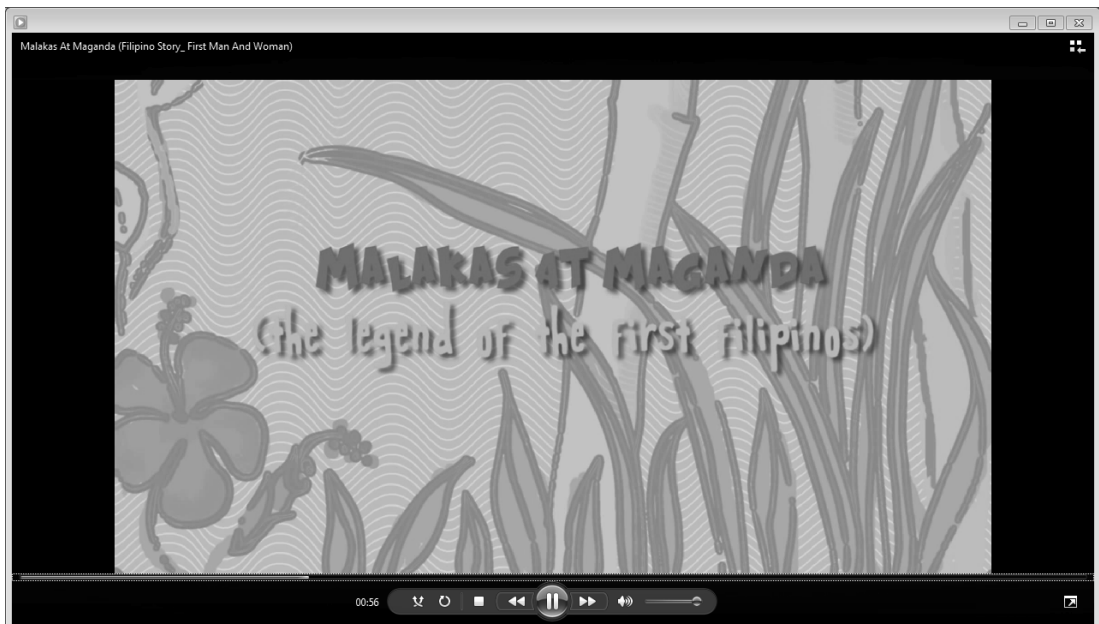 Malakas At Maganda (Filipino Story_ First Man And Woman)
MALAKAS AT MAGANDA
(the legend of the first filipinos)
00:56